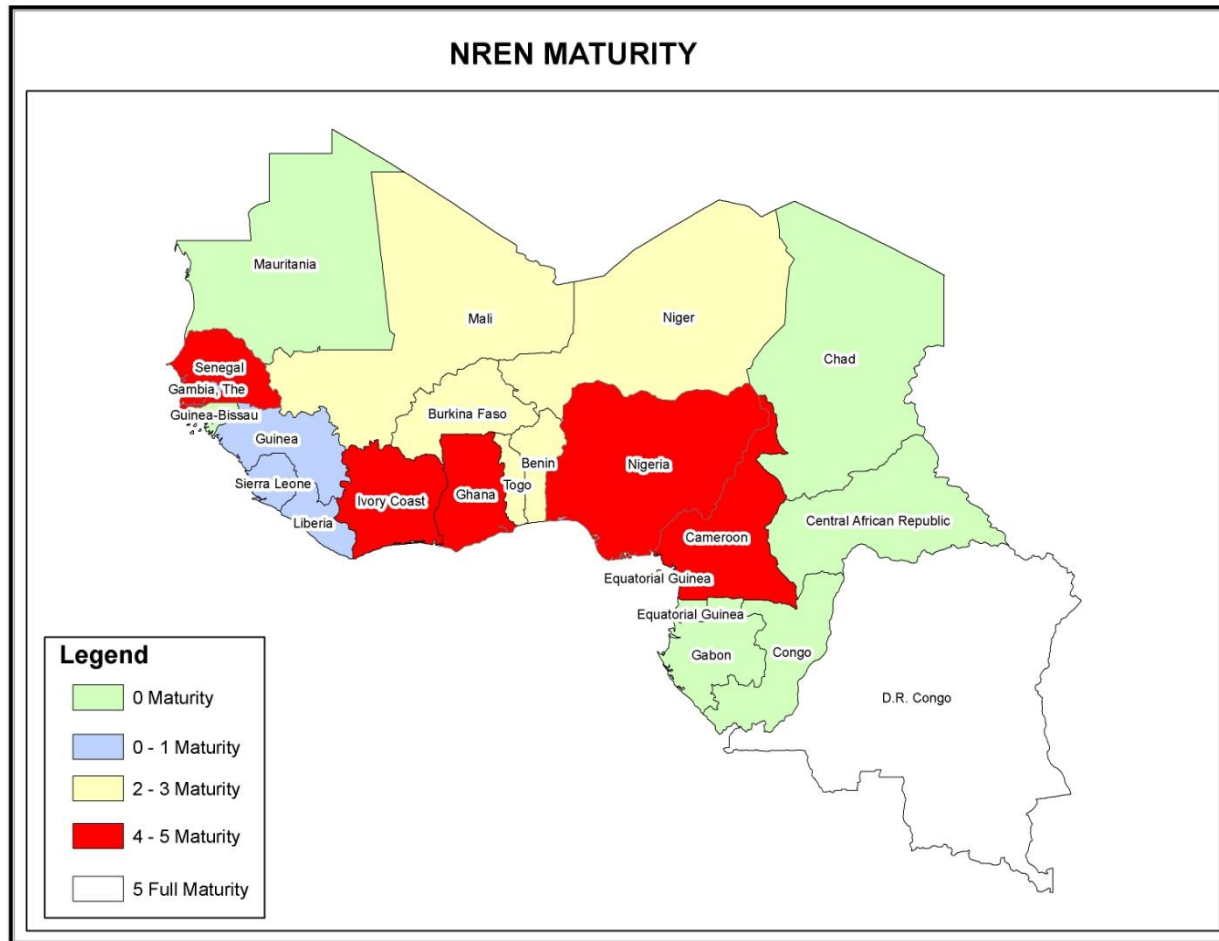 NREN MATURITY
Mauritania
Mali
Niger
Chad
Senegal
Gambia, The
Guinea-Bissau
Guinea
Sierra Leone
Liberia
Burkina Faso
Benin
Togo
Ivory Coast
Ghana
Nigeria
Central African Republic
Cameroon
Equatorial Guinea
Equatorial Guinea
Gabon
Congo
D.R. Congo
Legend
0 Maturity
0 - 1 Maturity
2 - 3 Maturity
4 - 5 Maturity
5 Full Maturity